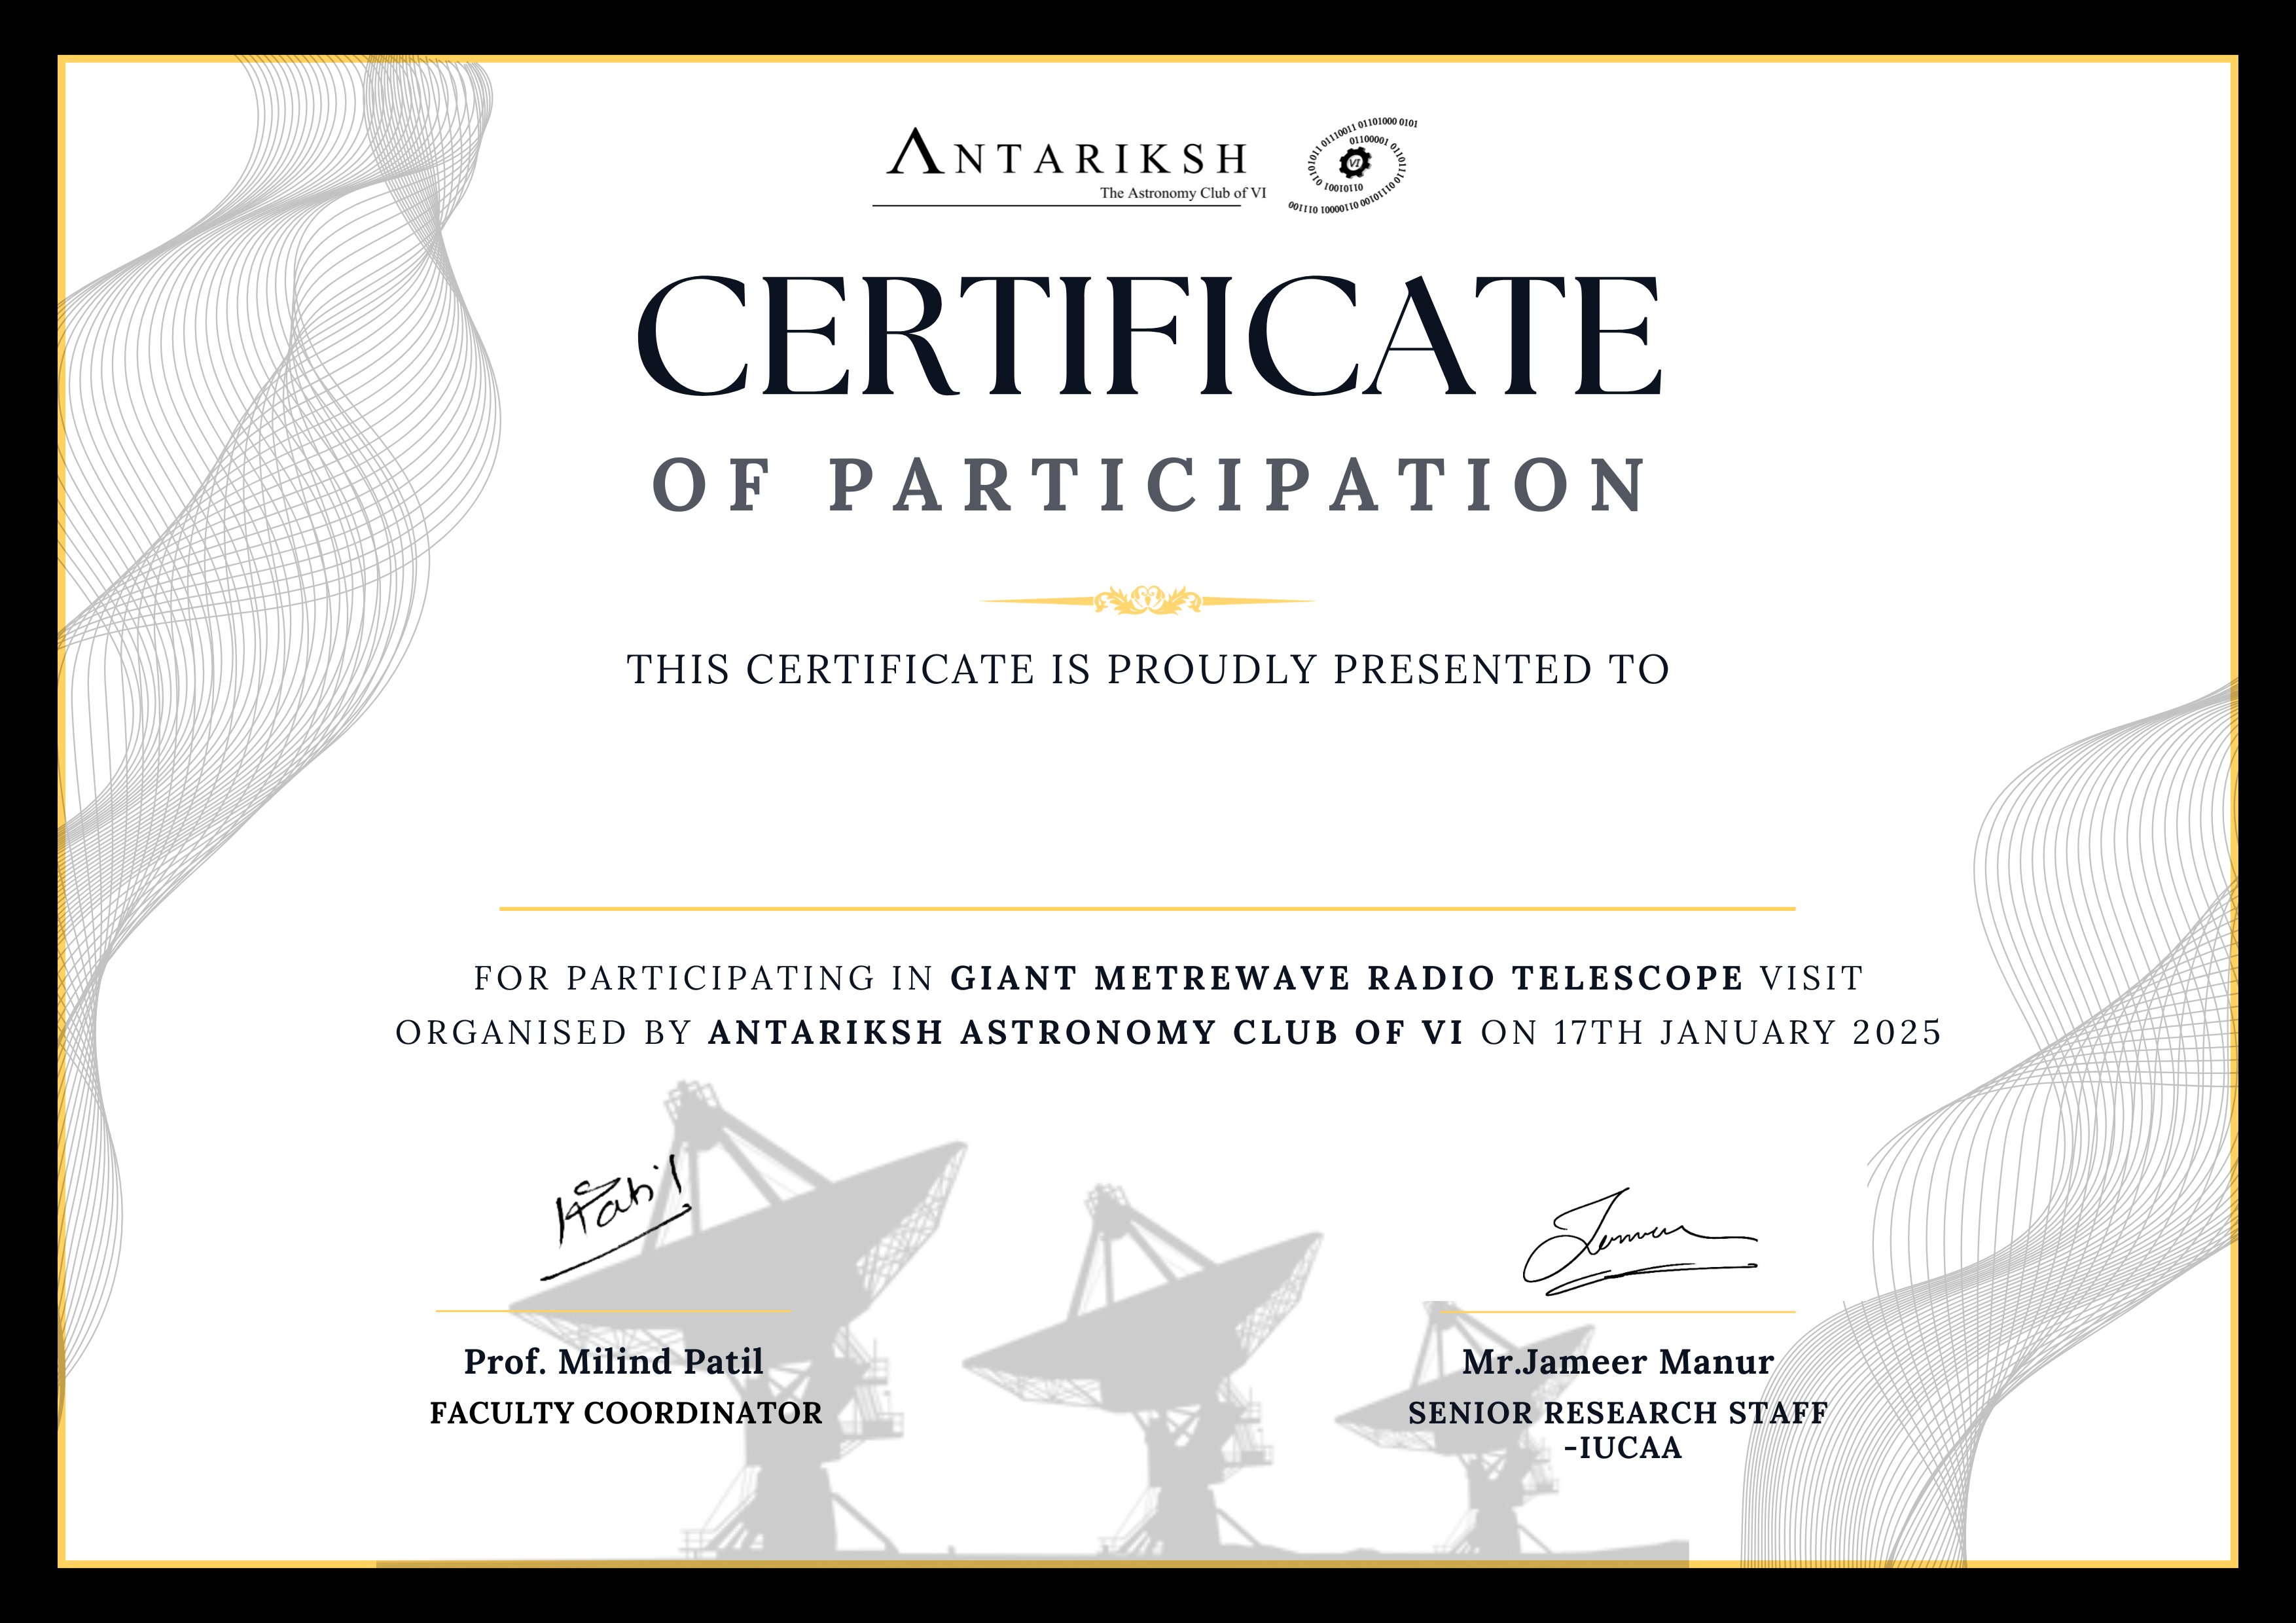 ANTARIKSH
The Astronomy Club of VI
VI
CERTIFICATE
OF PARTICIPATION
THIS CERTIFICATE IS PROUDLY PRESENTED TO
FOR PARTICIPATING IN GIANT METREWAVE RADIO TELESCOPE VISIT
ORGANISED BY ANTARIKSH ASTRONOMY CLUB OF VI ON 17TH JANUARY 2025
Prof. Milind Patil
FACULTY COORDINATOR
Mr.Jameer Manur
SENIOR RESEARCH STAFF
-IUCAA